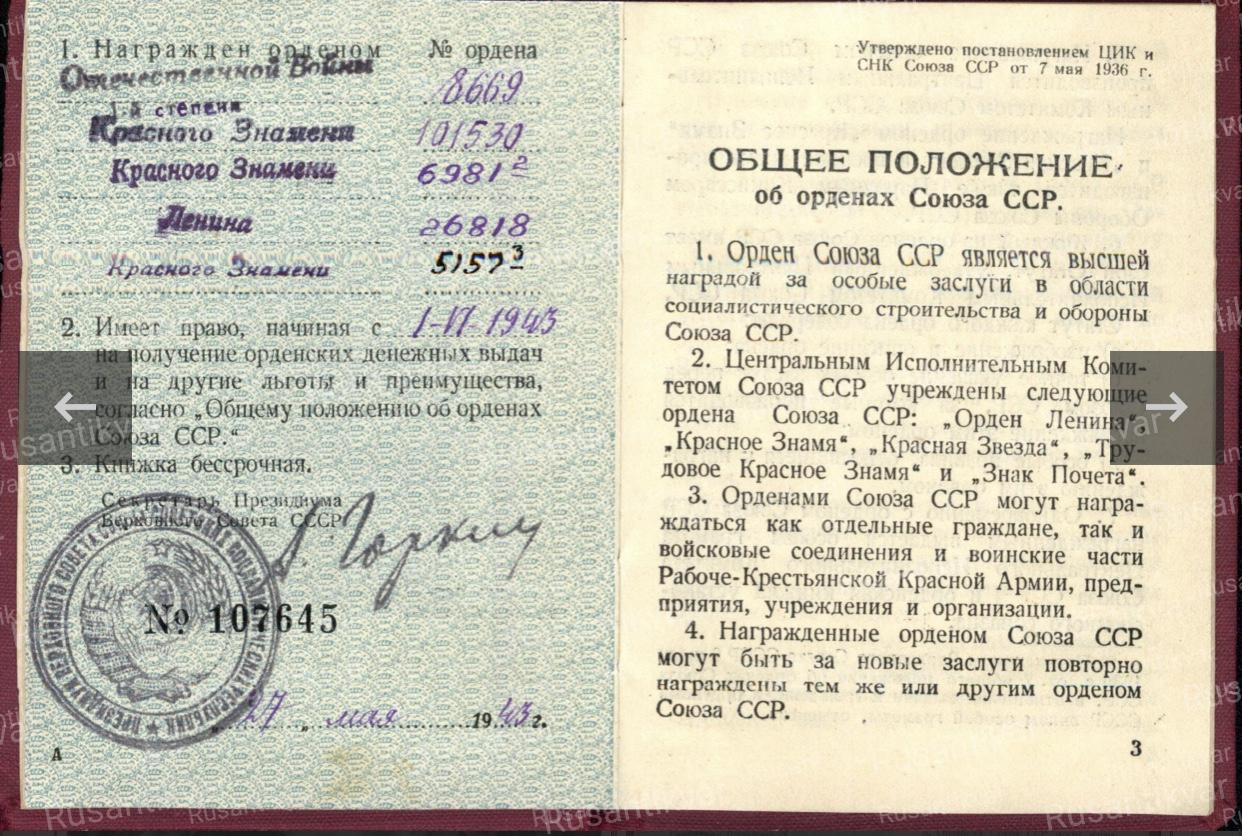 1. Награжден орденом № ордена
Отечественной Войны 8669
1-й степени
Красного Знамени 101530
Красного Знамени 6981²
Ленина 26818
Красного Знамени 5157³
2. Имеет право, начиная с 1-VI-1943
на получение орденских денежных выдач
и на другие льготы и преимущества,
согласно „Общему положению об орденах
Союза ССР.“
3. Книжка бессрочная.
Секретарь Президиума
Верховного Совета СССР
А. Горкин
№ 107645
„27„ мая 1943 г.
А
Утверждено постановлением ЦИК и
СНК Союза ССР от 7 мая 1936 г.
ОБЩЕЕ ПОЛОЖЕНИЕ
об орденах Союза ССР.
1. Орден Союза ССР является высшей
наградой за особые заслуги в области
социалистического строительства и обороны
Союза ССР.
2. Центральным Исполнительным Коми-
тетом Союза ССР учреждены следующие
ордена Союза ССР: „Орден Ленина“,
„Красное Знамя“, „Красная Звезда“, „Тру-
довое Красное Знамя“ и „Знак Почета“.
3. Орденами Союза ССР могут награ-
ждаться как отдельные граждане, так и
войсковые соединения и воинские части
Рабоче-Крестьянской Красной Армии, пред-
приятия, учреждения и организации.
4. Награжденные орденом Союза ССР
могут быть за новые заслуги повторно
награждены тем же или другим орденом
Союза ССР.
3
Rusantikvar